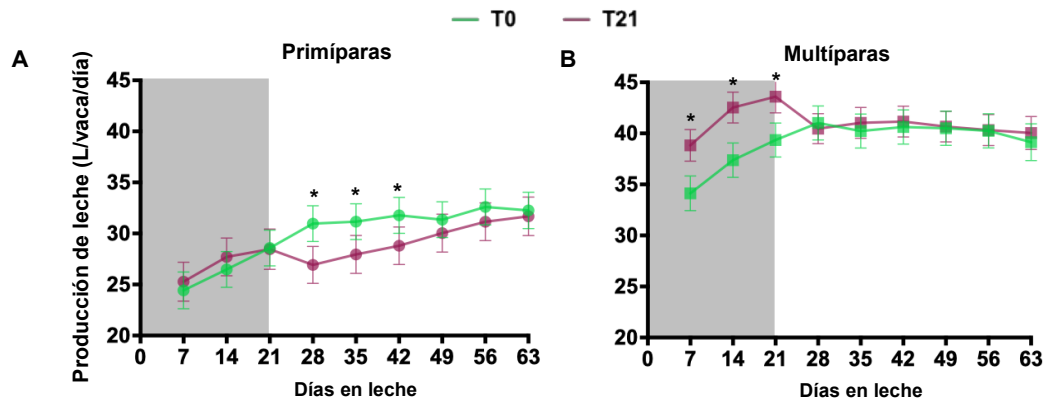 T0 T21
A Primíparas
Producción de leche (L/vaca/día)
45
40
35
30
25
20
* * *
0 7 14 21 28 35 42 49 56 63
Días en leche
B Multíparas
45
40
35
30
25
20
* * *
0 7 14 21 28 35 42 49 56 63
Días en leche